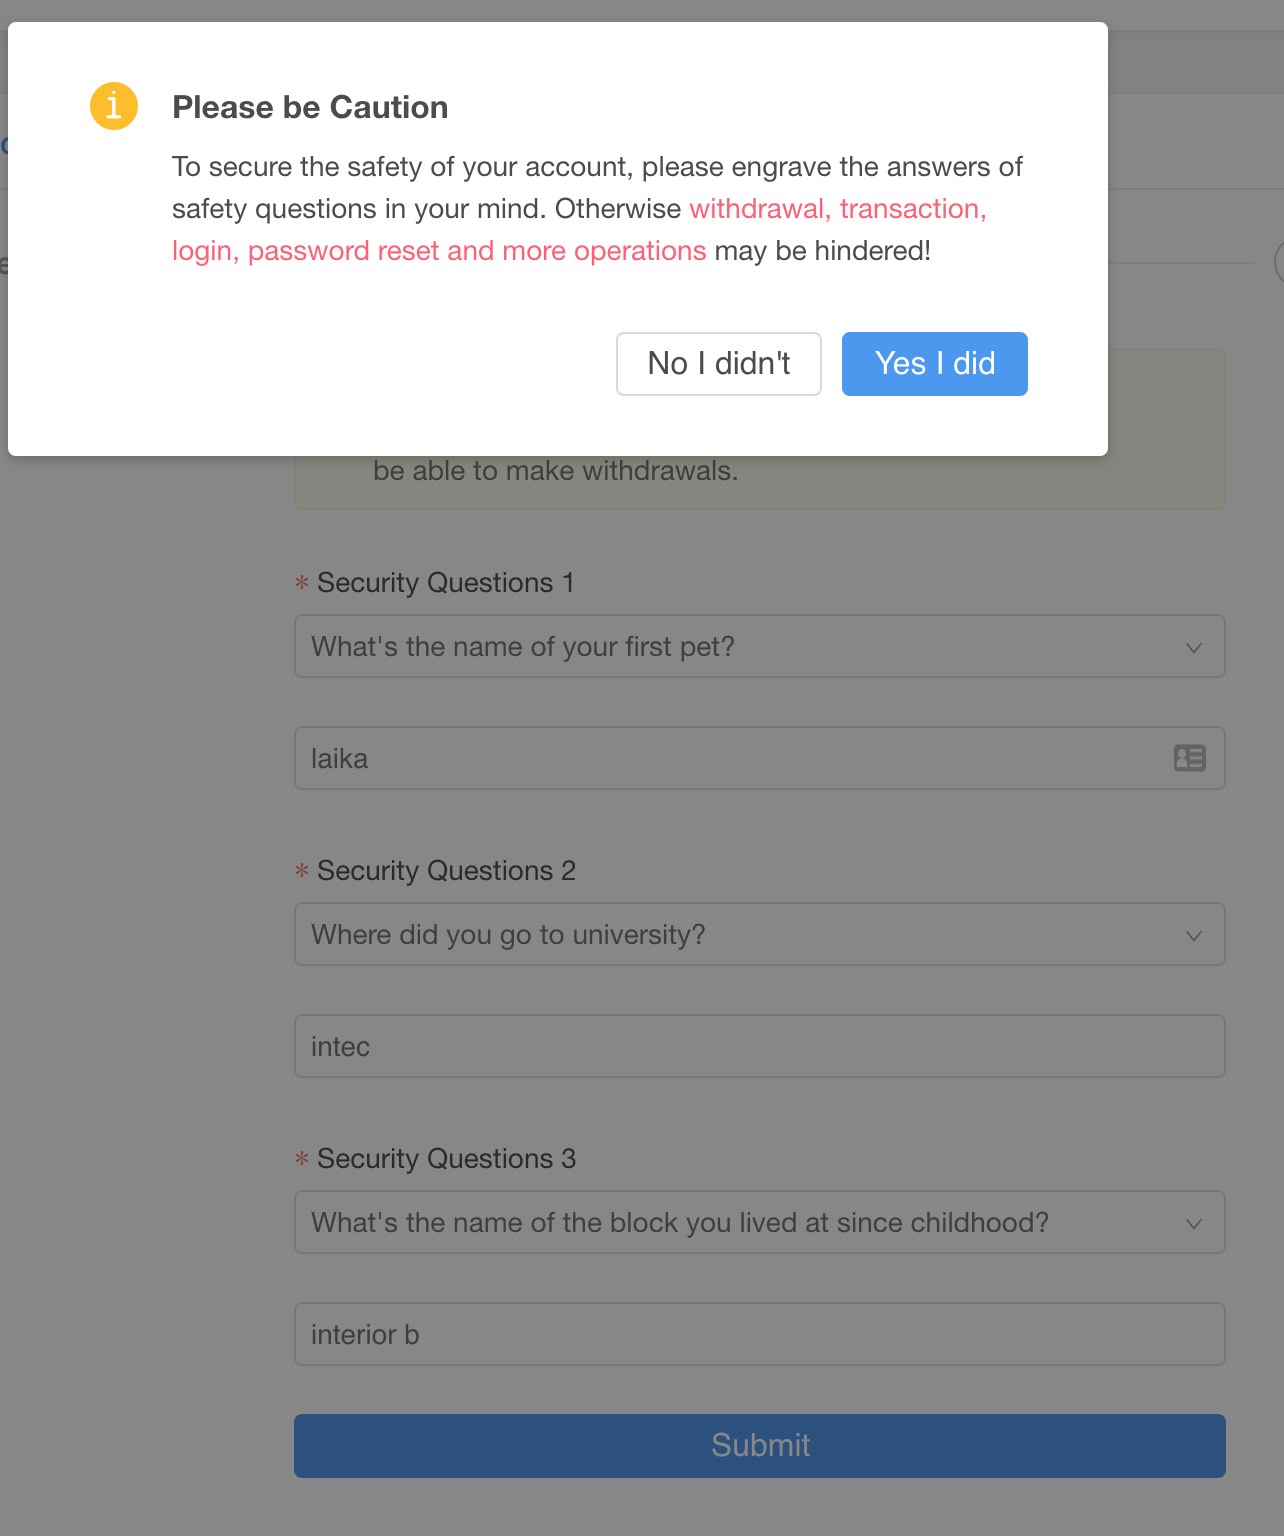 Please be Caution
To secure the safety of your account, please engrave the answers of
safety questions in your mind. Otherwise withdrawal, transaction,
login, password reset and more operations may be hindered!
No I didn't
Yes I did
be able to make withdrawals.
* Security Questions 1
What's the name of your first pet?
laika
* Security Questions 2
Where did you go to university?
intec
* Security Questions 3
What's the name of the block you lived at since childhood?
interior b
Submit